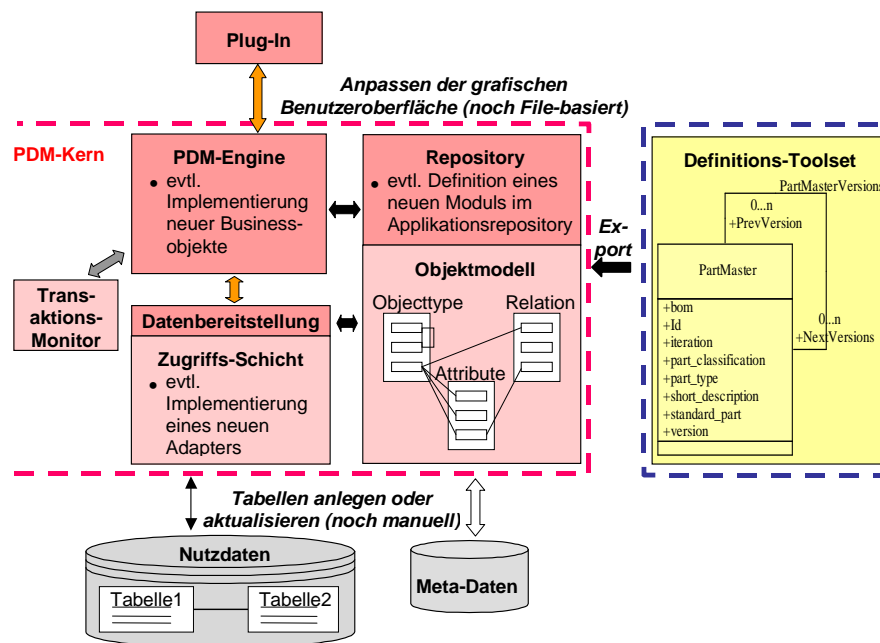 Plug-In
Anpassen der grafischen
Benutzeroberfläche (noch File-basiert)
PDM-Kern
PDM-Engine
• evtl.
Implementierung
neuer Business-
objekte
Repository
• evtl. Definition eines
neuen Moduls im
Applikationsrepository
Trans-
aktions-
Monitor
Datenbereitstellung
Zugriffs-Schicht
• evtl.
Implementierung
eines neuen
Adapters
Objektmodell
Objecttype
Relation
Attribute
Ex-
port
Definitions-Toolset
PartMasterVersions
0...n
+PrevVersion
PartMaster
+bom
+Id
+iteration
+part_classification
+part_type
+short_description
+standard_part
+version
0...n
+NextVersions
Tabellen anlegen oder
aktualisieren (noch manuell)
Nutzdaten
Tabelle1
Tabelle2
Meta-Daten